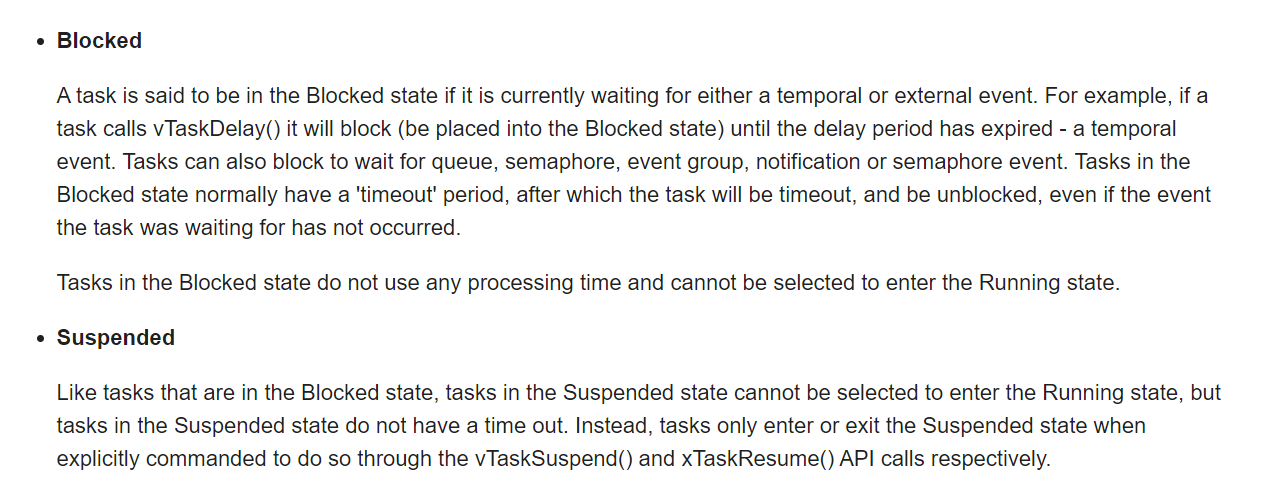 • Blocked
A task is said to be in the Blocked state if it is currently waiting for either a temporal or external event. For example, if a
task calls vTaskDelay() it will block (be placed into the Blocked state) until the delay period has expired - a temporal
event. Tasks can also block to wait for queue, semaphore, event group, notification or semaphore event. Tasks in the
Blocked state normally have a 'timeout' period, after which the task will be timeout, and be unblocked, even if the event
the task was waiting for has not occurred.
Tasks in the Blocked state do not use any processing time and cannot be selected to enter the Running state.
• Suspended
Like tasks that are in the Blocked state, tasks in the Suspended state cannot be selected to enter the Running state, but
tasks in the Suspended state do not have a time out. Instead, tasks only enter or exit the Suspended state when
explicitly commanded to do so through the vTaskSuspend() and xTaskResume() API calls respectively.